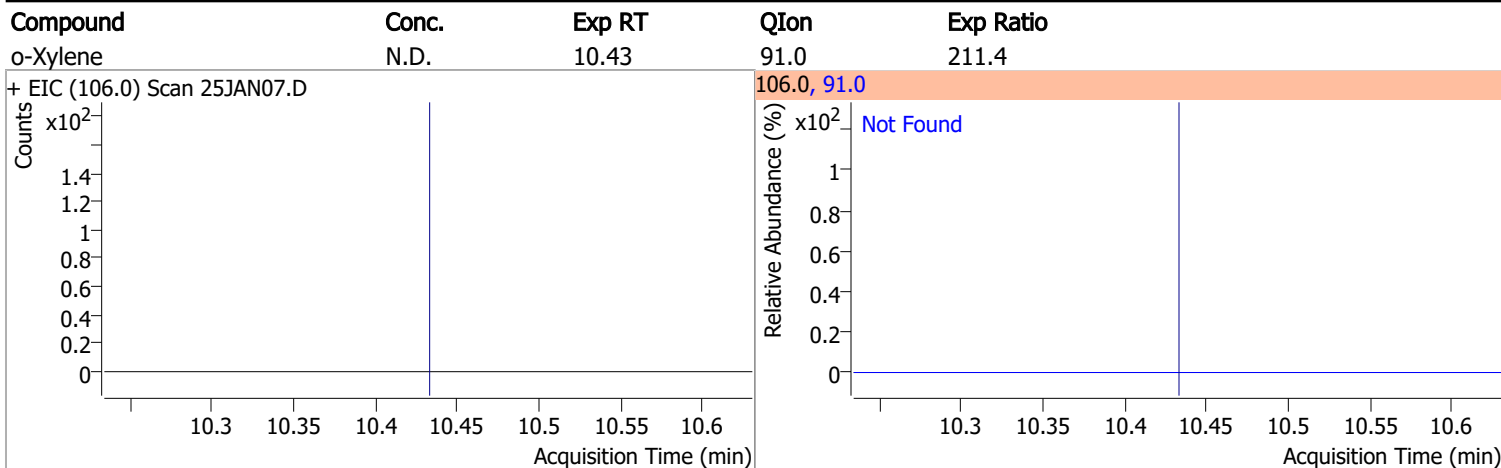 Compound Conc. Exp RT QIon Exp Ratio
o-Xylene N.D. 10.43 91.0 211.4
+ EIC (106.0) Scan 25JAN07.D
Counts
x10²
1.4
1.2
1
0.8
0.6
0.4
0.2
0
10.3 10.35 10.4 10.45 10.5 10.55 10.6
Acquisition Time (min)
106.0, 91.0
Relative Abundance (%)
x10²
Not Found
1
0.8
0.6
0.4
0.2
0
10.3 10.35 10.4 10.45 10.5 10.55 10.6
Acquisition Time (min)